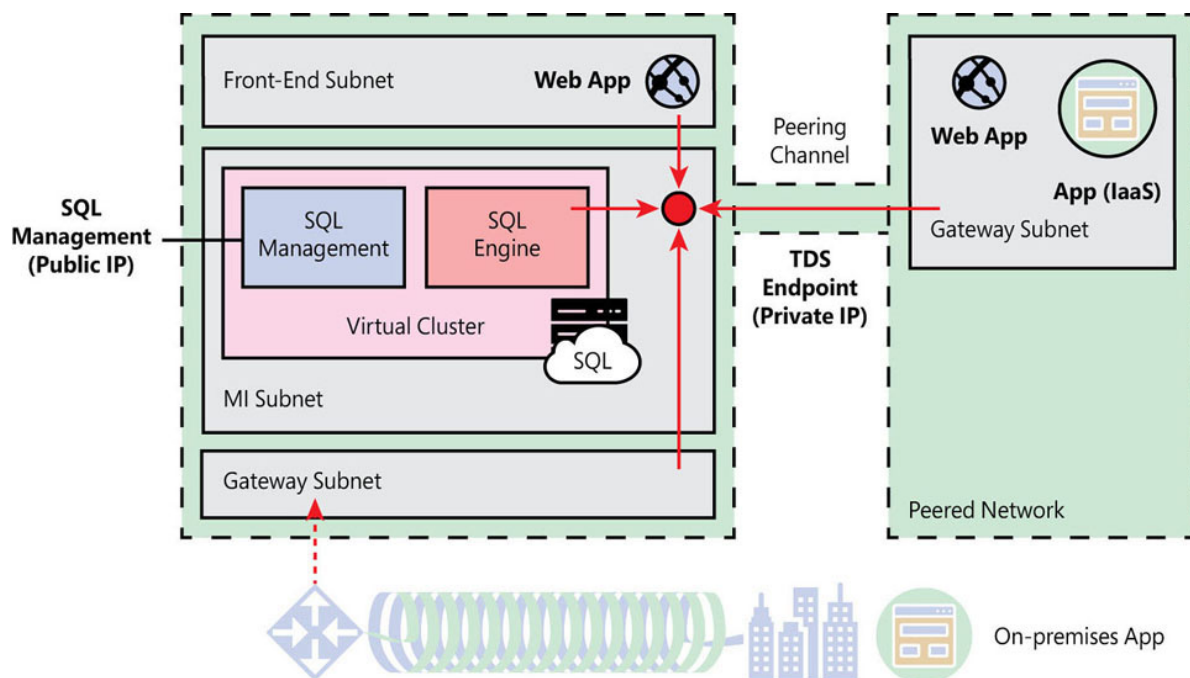 Front-End Subnet
Web App
SQL
Management
(Public IP)
SQL
Management
SQL
Engine
Virtual Cluster
SQL
MI Subnet
Gateway Subnet
Peering
Channel
TDS
Endpoint
(Private IP)
Web App
App (IaaS)
Gateway Subnet
Peered Network
On-premises App